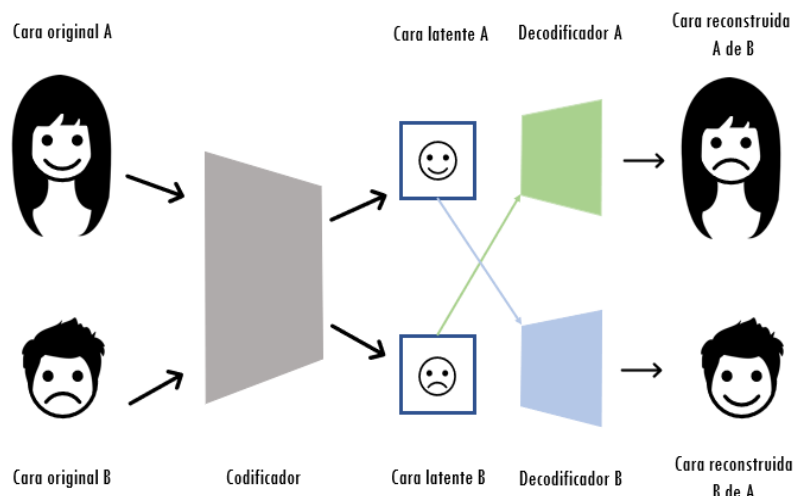 Cara original A
Cara latente A
Decodificador A
Cara reconstruida
A de B
Cara original B
Codificador
Cara latente B
Decodificador B
Cara reconstruida
B de A